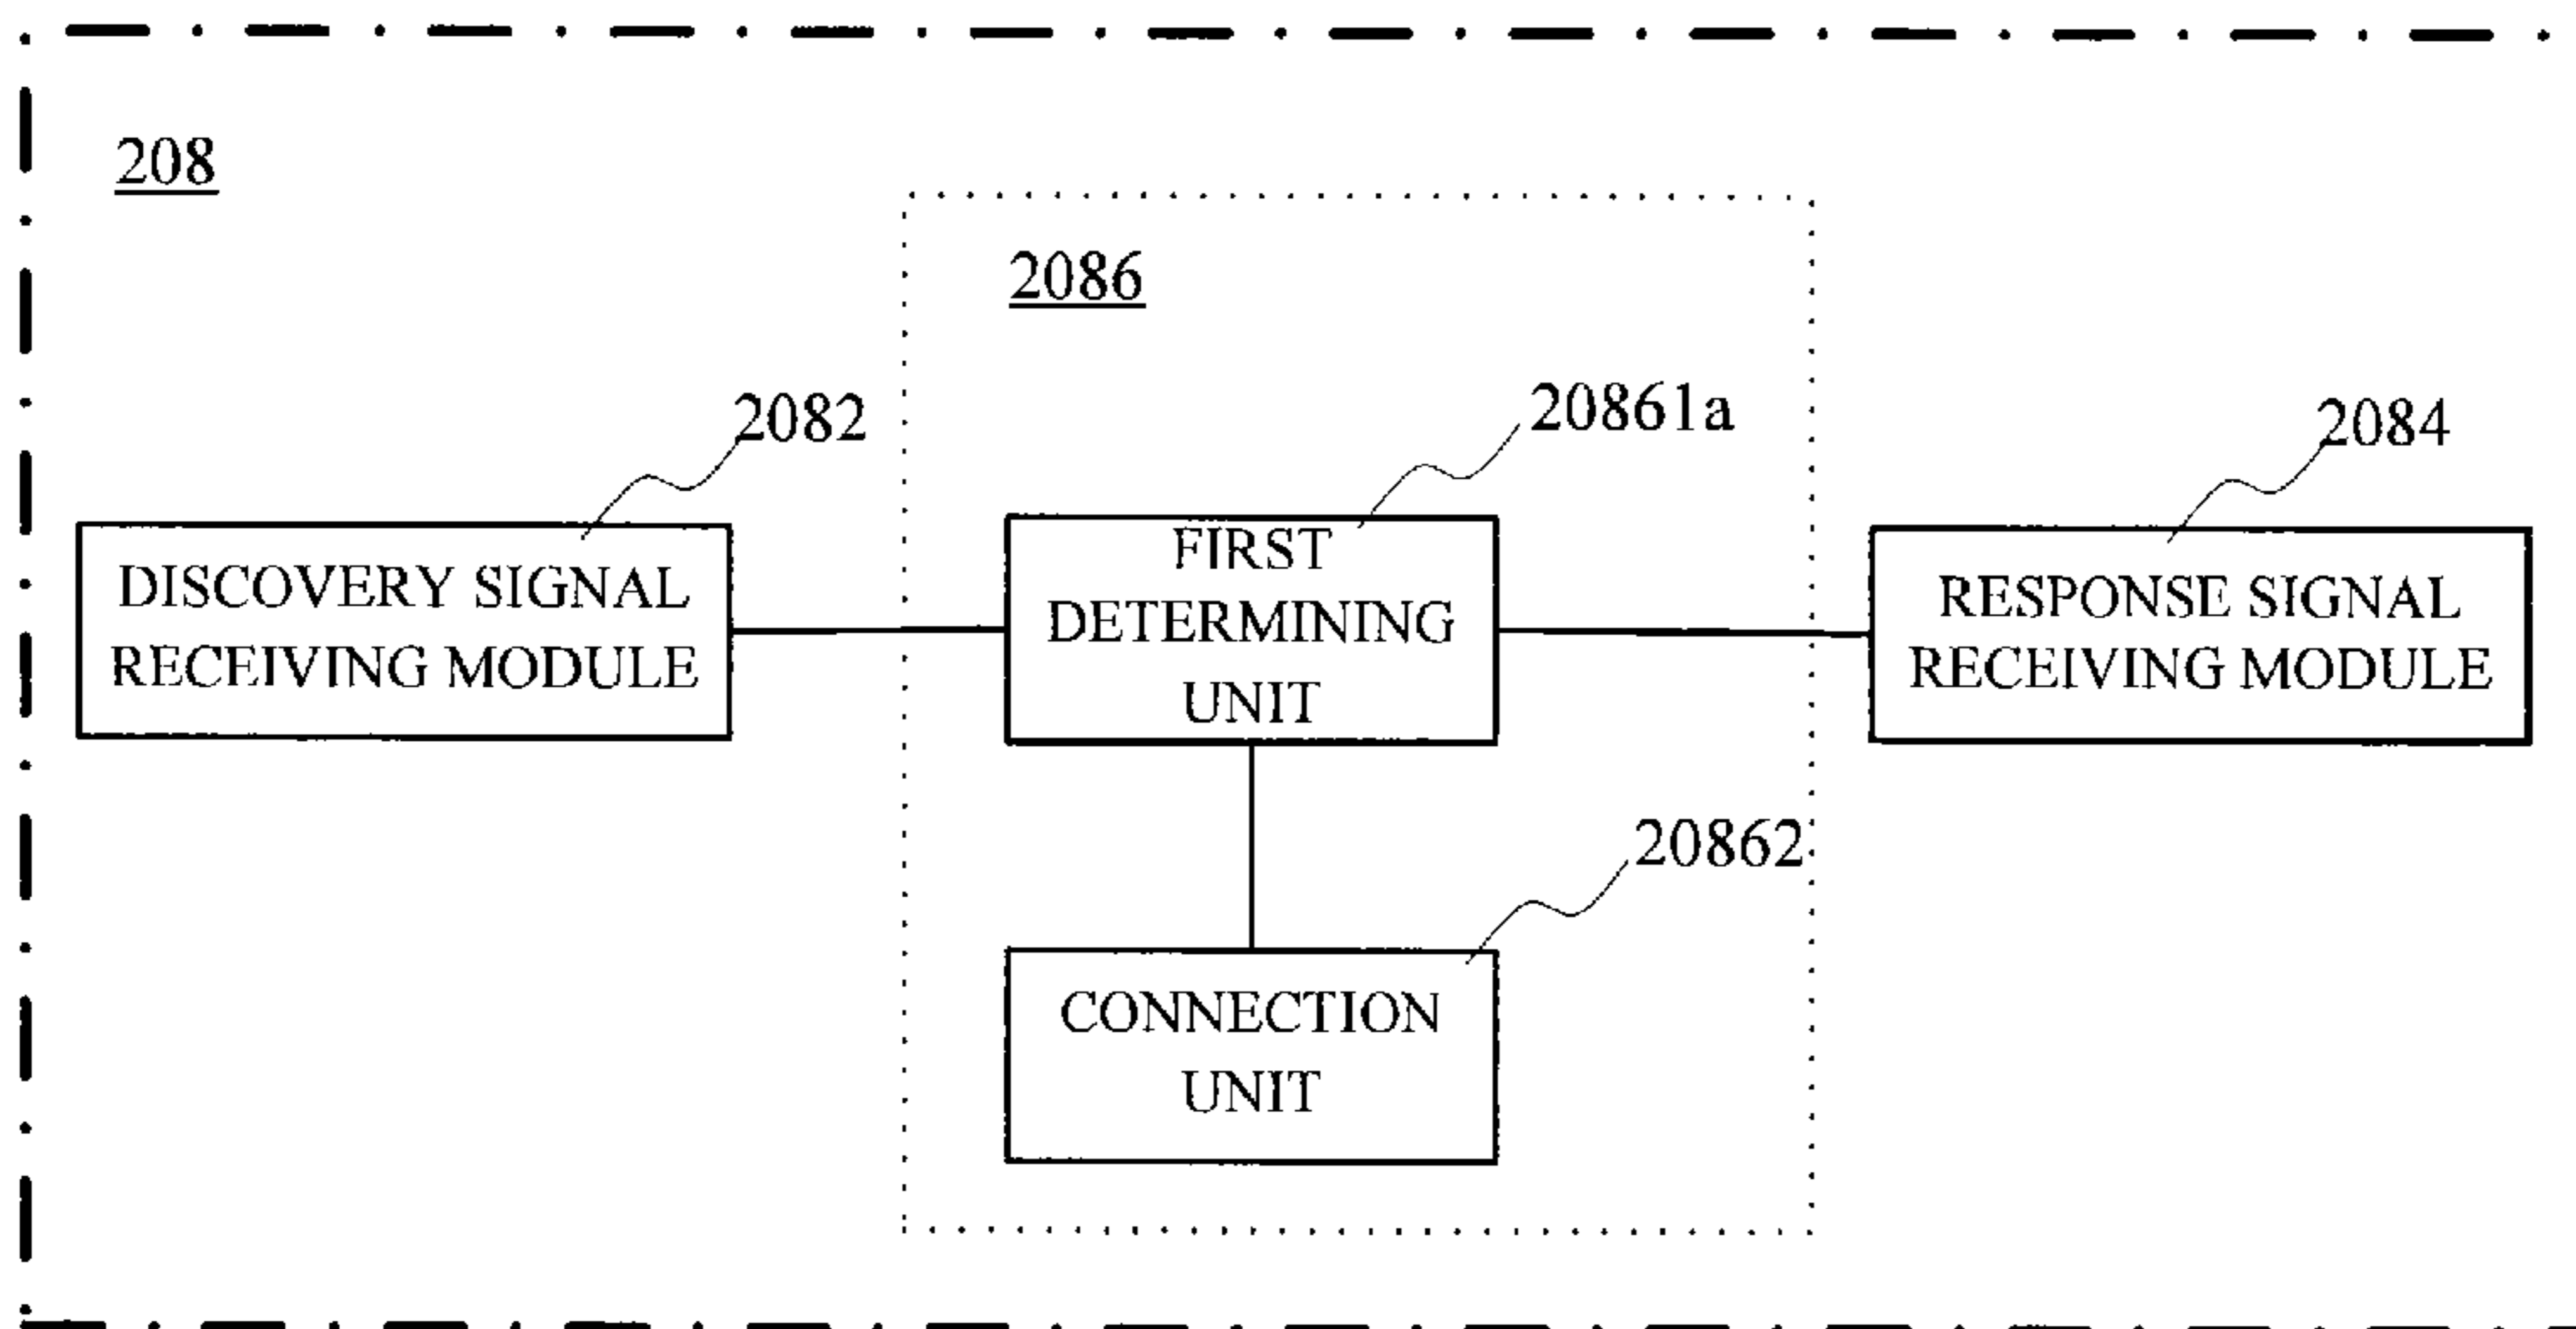 208
2086
2082
20861a
2084
DISCOVERY SIGNAL
RECEIVING MODULE
FIRST
DETERMINING
UNIT
RESPONSE SIGNAL
RECEIVING MODULE
20862
CONNECTION
UNIT